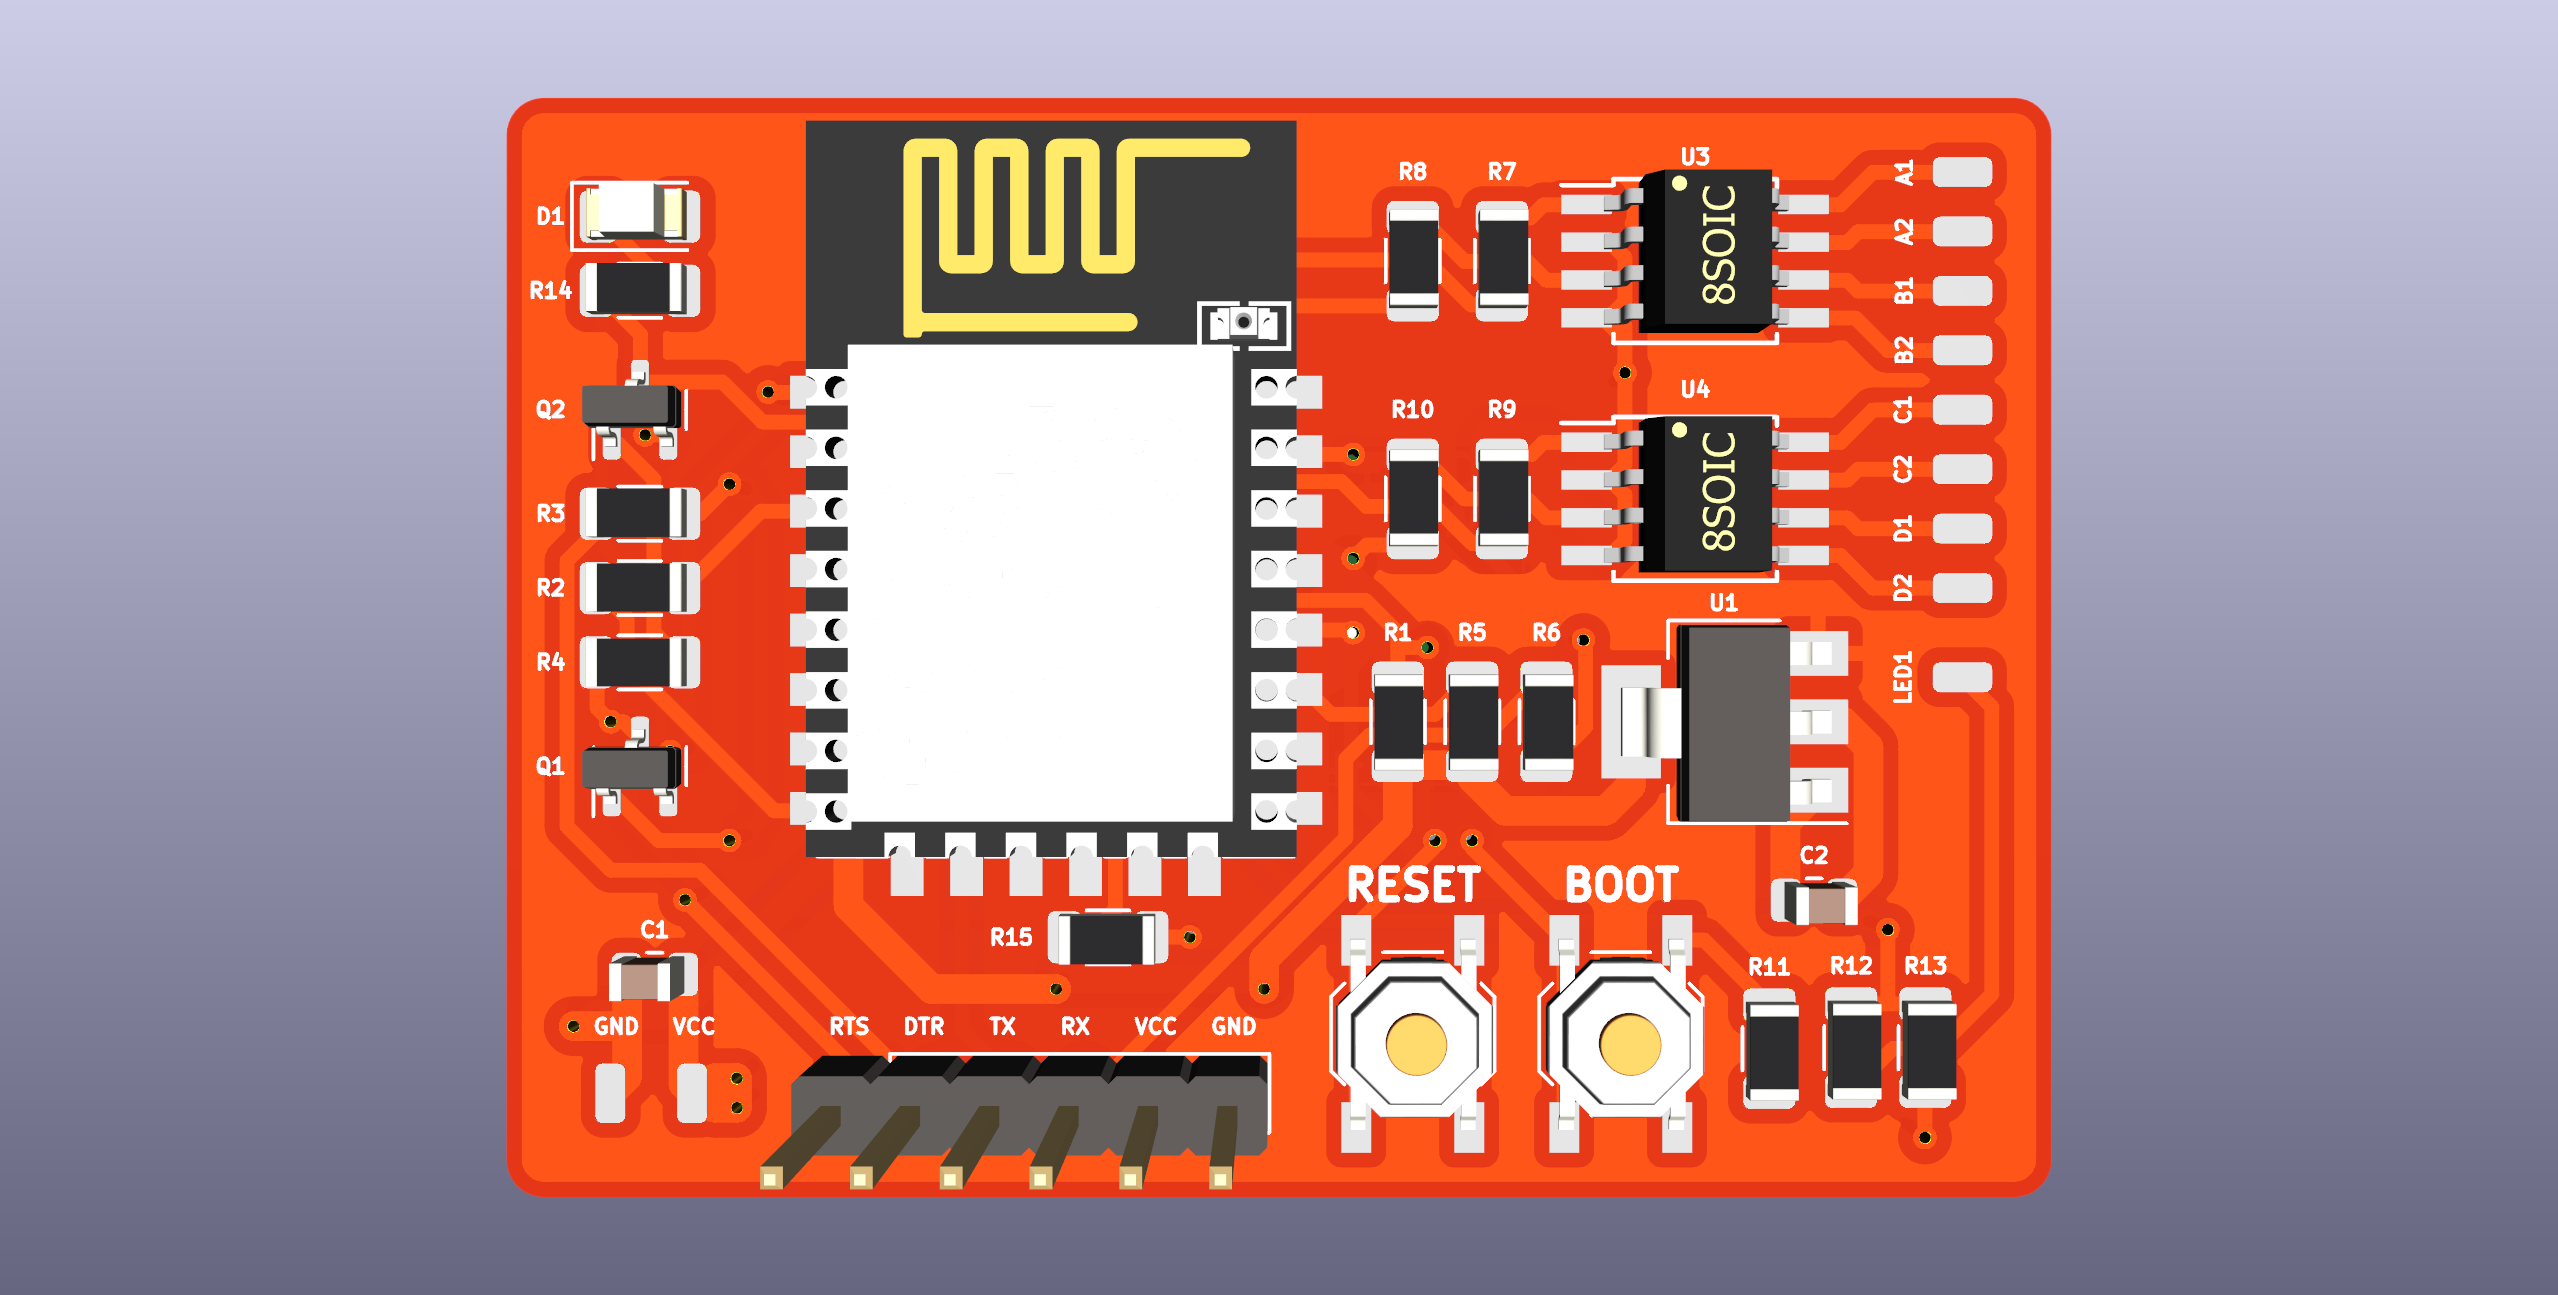 U3
R8
R7
A1
D1
8SOIC
A2
R14
B1
B2
U4
Q2
R10
R9
C1
8SOIC
C2
R3
D1
R2
D2
U1
R1
R5
R6
R4
LED1
Q1
C2
RESET
BOOT
C1
R15
R11
R12
R13
GND
VCC
RTS
DTR
TX
RX
VCC
GND